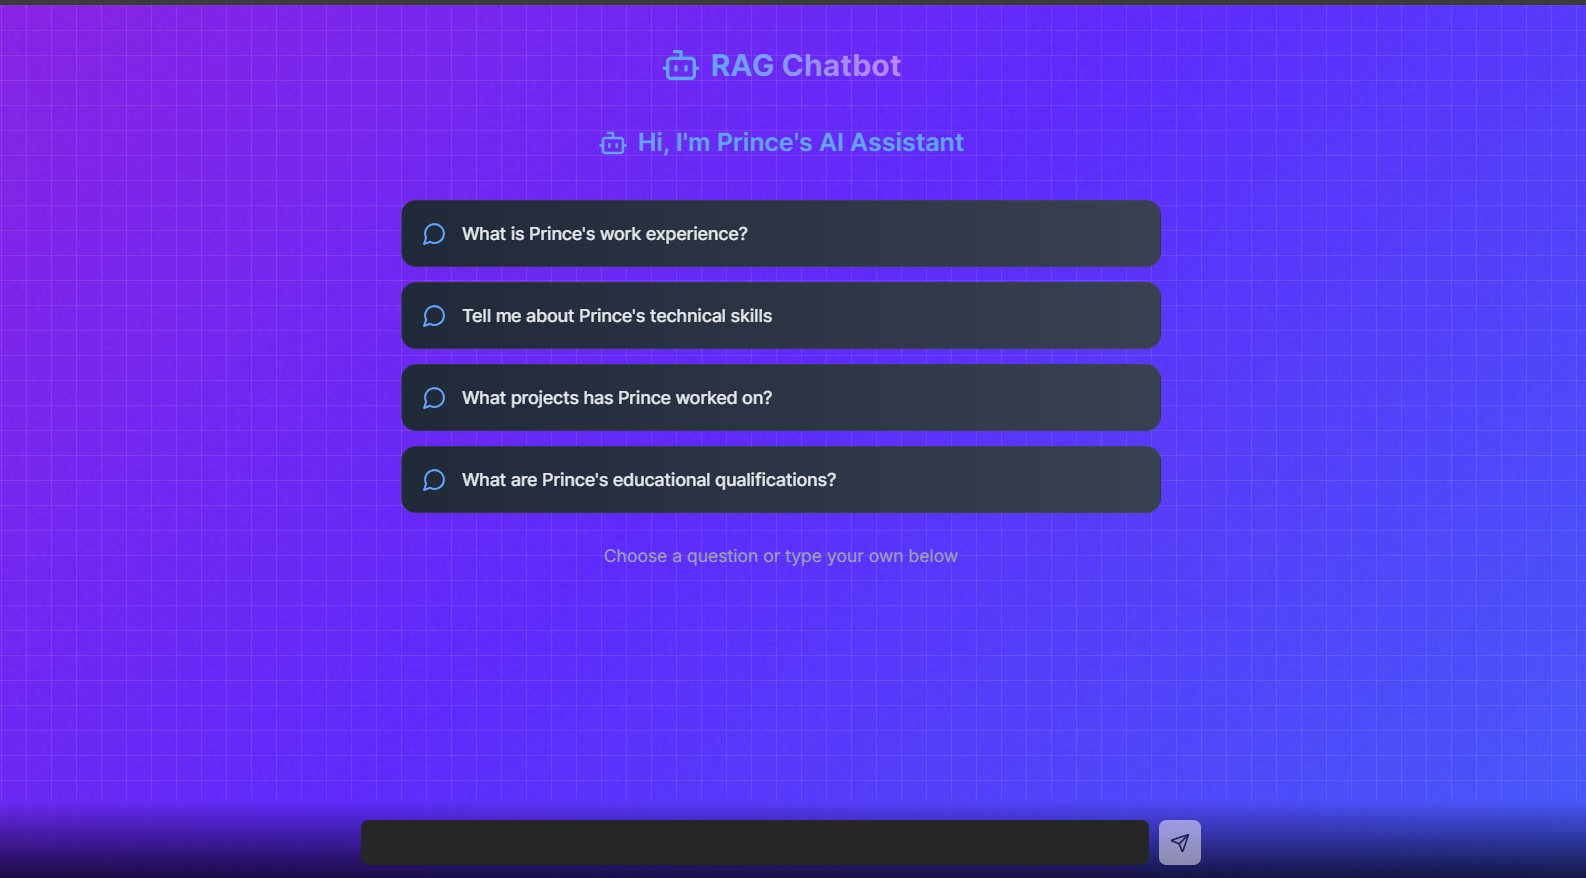 RAG Chatbot
Hi, I'm Prince's AI Assistant
What is Prince's work experience?
Tell me about Prince's technical skills
What projects has Prince worked on?
What are Prince's educational qualifications?
Choose a question or type your own below